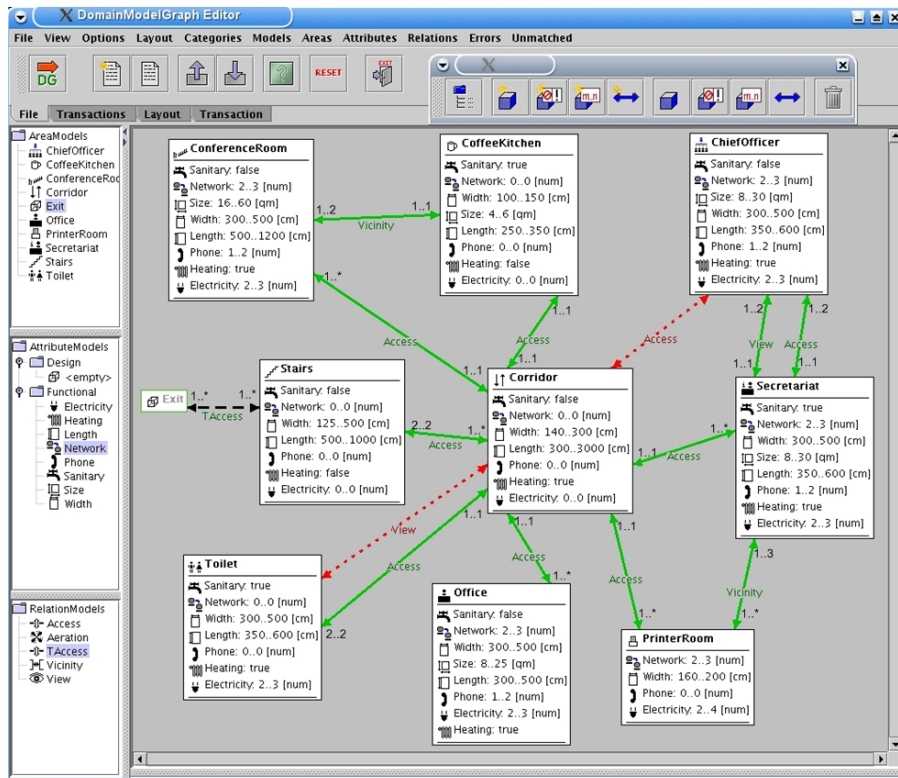 DomainModelGraph Editor
File View Options Layout Categories Models Areas Attributes Relations Errors Unmatched
DG
RESET
EXIT
m.n
m.n
File Transactions Layout Transaction
AreaModels
ChiefOfficer
CoffeeKitchen
ConferenceRoo
Corridor
Exit
Office
PrinterRoom
Secretariat
Stairs
Toilet
AttributeModels
Design
<empty>
Functional
Electricity
Heating
Length
Network
Phone
Sanitary
Size
Width
RelationModels
Access
Aeration
TAccess
Vicinity
View
ConferenceRoom
Sanitary: false
Network: 2..3 [num]
Size: 16..60 [qm]
Width: 300..500 [cm]
Length: 500..1200 [cm]
Phone: 1..2 [num]
Heating: true
Electricity: 2..3 [num]
1..2
1..1
Vicinity
CoffeeKitchen
Sanitary: true
Network: 0..0 [num]
Width: 100..150 [cm]
Size: 4..6 [qm]
Length: 250..350 [cm]
Phone: 0..0 [num]
Heating: false
Electricity: 0..0 [num]
ChiefOfficer
Sanitary: false
Network: 2..3 [num]
Size: 8..30 [qm]
Width: 300..500 [cm]
Length: 350..600 [cm]
Phone: 1..2 [num]
Heating: true
Electricity: 2..3 [num]
1..*
Access
1..1
1..1
Access
1..1
Access
1..2
View
1..1
1..2
Access
1..1
Exit
1..*
1..*
TAccess
Stairs
Sanitary: false
Network: 0..0 [num]
Width: 125..500 [cm]
Length: 500..1000 [cm]
Phone: 0..0 [num]
Heating: false
Electricity: 0..0 [num]
2..2
1..*
Access
Corridor
Sanitary: false
Network: 0..0 [num]
Width: 140..300 [cm]
Length: 300..3000 [cm]
Phone: 0..0 [num]
Heating: true
Electricity: 0..0 [num]
1..*
1..1
Access
Secretariat
Sanitary: true
Network: 2..3 [num]
Width: 300..500 [cm]
Size: 8..30 [qm]
Length: 350..600 [cm]
Phone: 1..2 [num]
Heating: true
Electricity: 2..3 [num]
View
1..1
Access
2..2
1..1
Access
1..*
1..1
Access
1..*
1..3
Vicinity
1..*
Toilet
Sanitary: true
Network: 0..0 [num]
Width: 300..500 [cm]
Length: 350..600 [cm]
Phone: 0..0 [num]
Heating: true
Electricity: 2..3 [num]
Office
Sanitary: false
Network: 2..3 [num]
Width: 300..500 [cm]
Size: 8..25 [qm]
Length: 300..500 [cm]
Phone: 1..2 [num]
Electricity: 2..3 [num]
Heating: true
PrinterRoom
Network: 2..3 [num]
Width: 160..200 [cm]
Phone: 0..0 [num]
Electricity: 2..4 [num]